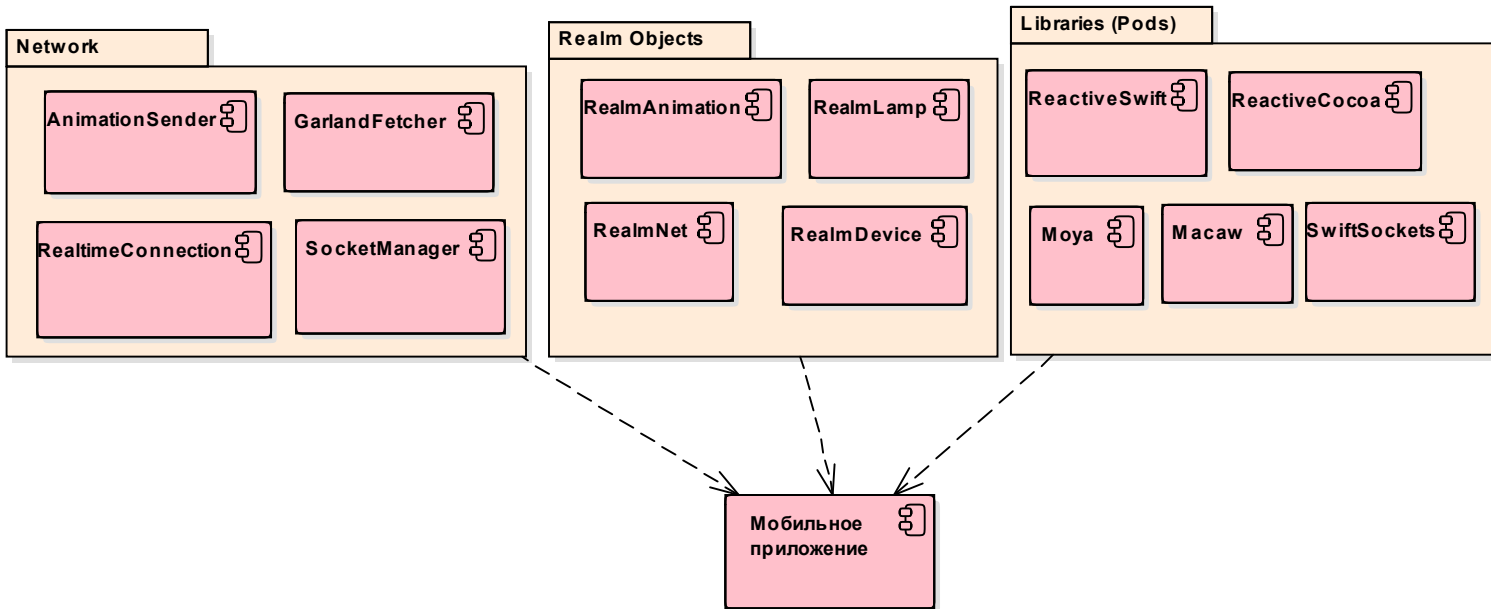 Network
AnimationSender
GarlandFetcher
RealtimeConnection
SocketManager
Realm Objects
RealmAnimation
RealmLamp
RealmNet
RealmDevice
Libraries (Pods)
ReactiveSwift
ReactiveCocoa
Moya
Macaw
SwiftSockets
Мобильное
приложение